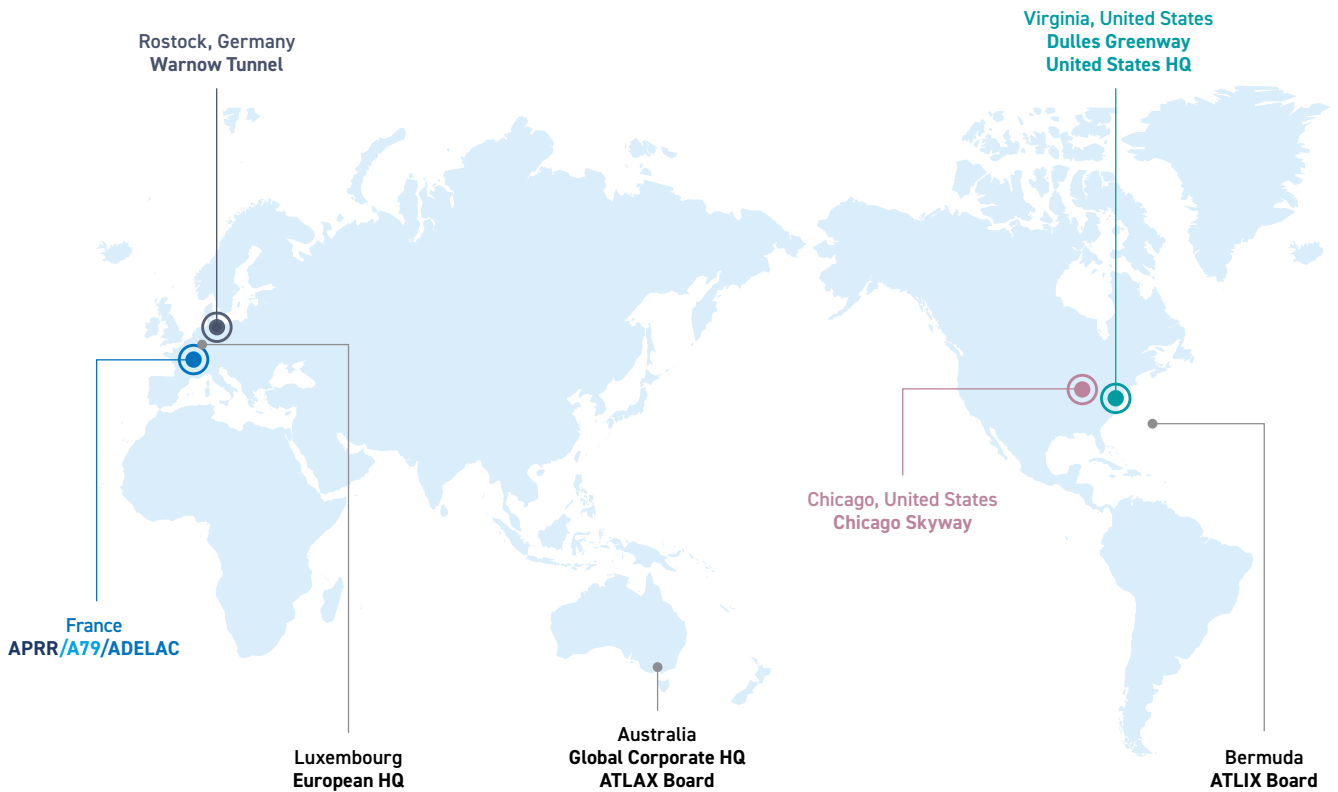 Virginia, United States
Dulles Greenway
United States HQ
Rostock, Germany
Warnow Tunnel
Chicago, United States
Chicago Skyway
France
APRR/A79/ADELAC
Australia
Global Corporate HQ
ATLAX Board
Luxembourg
European HQ
Bermuda
ATLIX Board